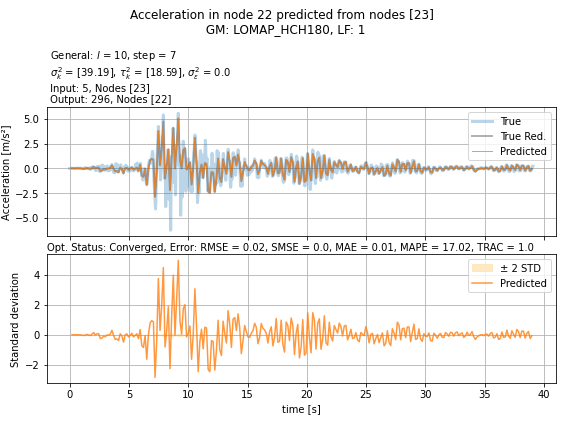 Acceleration in node 22 predicted from nodes [23]
GM: LOMAP_HCH180, LF: 1
General: l = 10, step = 7
σ²ₖ = [39.19], τ²ₖ = [18.59], σ²ε = 0.0
Input: 5, Nodes [23]
Output: 296, Nodes [22]
Acceleration [m/s²]
5.0
2.5
0.0
−2.5
−5.0
True
True Red.
Predicted
Opt. Status: Converged, Error: RMSE = 0.02, SMSE = 0.0, MAE = 0.01, MAPE = 17.02, TRAC = 1.0
Standard deviation
4
2
0
−2
± 2 STD
Predicted
0 5 10 15 20 25 30 35 40
time [s]